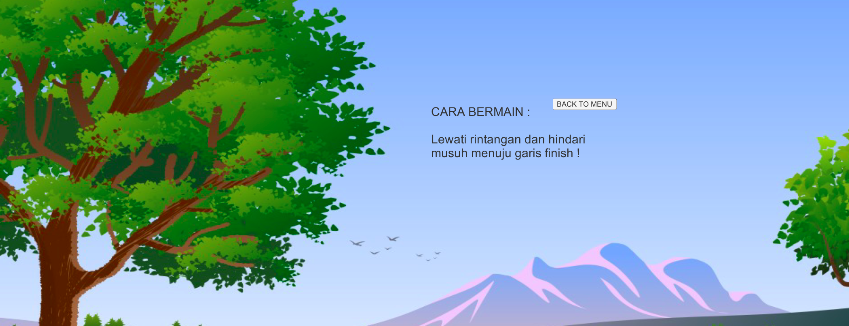 CARA BERMAIN :
BACK TO MENU
Lewati rintangan dan hindari
musuh menuju garis finish !